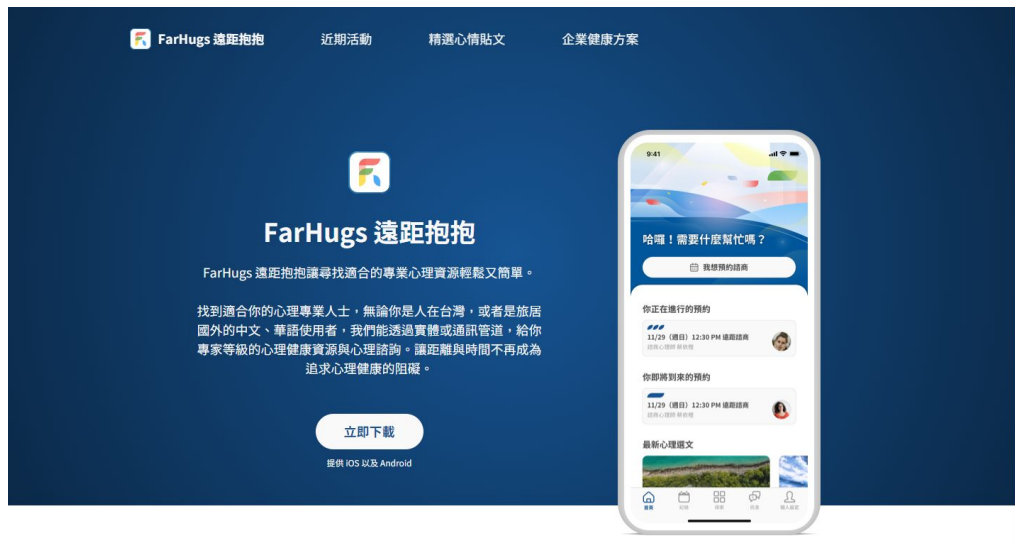 FarHugs 遠距抱抱
近期活動
精選心情貼文
企業健康方案
FarHugs 遠距抱抱
FarHugs 遠距抱抱讓尋找適合的專業心理資源輕鬆又簡單。
找到適合你的心理專業人士，無論你是人在台灣，或者是旅居
國外的中文、華語使用者，我們能透過實體或通訊管道，給你
專家等級的心理健康資源與心理諮詢。讓距離與時間不再成為
追求心理健康的阻礙。
立即下載
提供 iOS 以及 Android
9:41
哈囉！需要什麼幫忙嗎？
我想預約諮商
你正在進行的預約
11/29（週日）12:30 PM 遠距諮商
你即將到來的預約
11/29（週日）12:30 PM 遠距諮商
最新心理選文
首頁